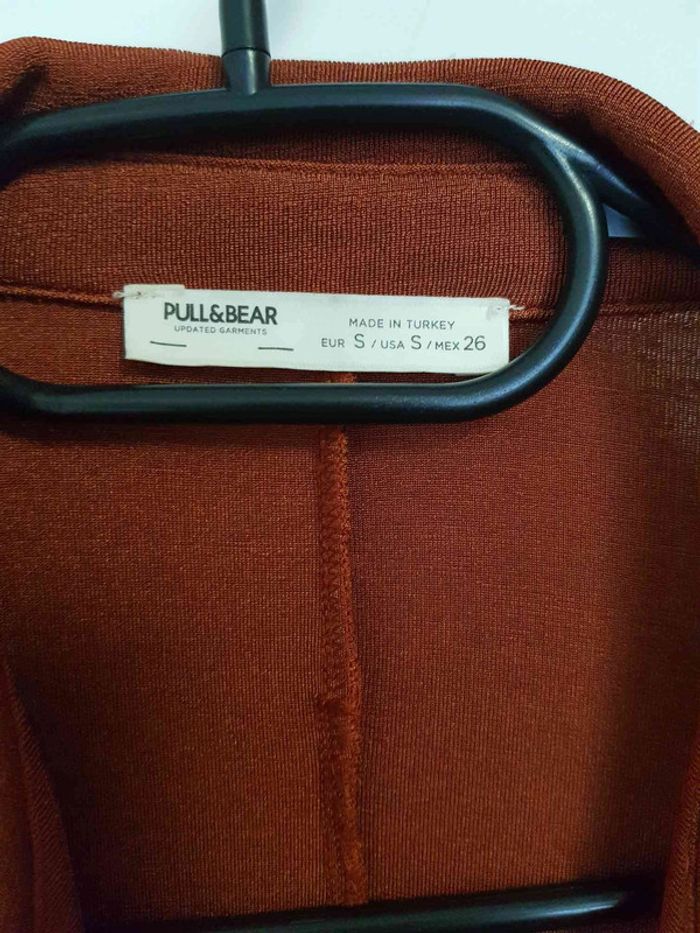 PULL&BEAR
UPDATED GARMENTS
MADE IN TURKEY
EUR S / USA S / MEX 26